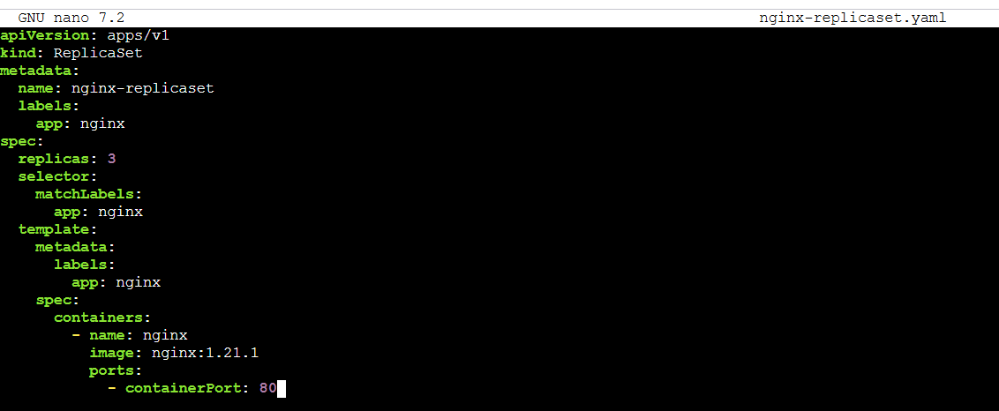 GNU nano 7.2 nginx-replicaset.yaml
apiVersion: apps/v1
kind: ReplicaSet
metadata:
  name: nginx-replicaset
  labels:
    app: nginx
spec:
  replicas: 3
  selector:
    matchLabels:
      app: nginx
  template:
    metadata:
      labels:
        app: nginx
    spec:
      containers:
        - name: nginx
          image: nginx:1.21.1
          ports:
            - containerPort: 80